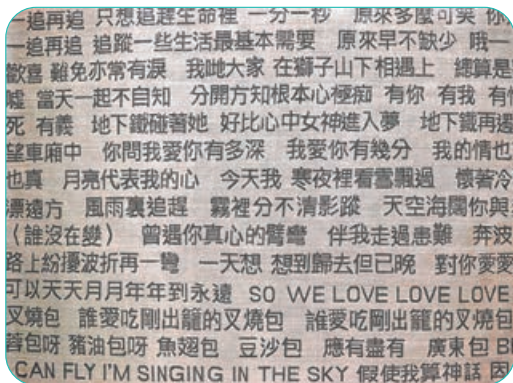 一追再追 只想追趕生命裡 一分一秒 原來多麼可笑 你
一追再追 追蹤一些生活最基本需要 原來早不缺少 哦一
歡喜 難免亦常有淚 我哋大家 在獅子山下相遇上 總算是
噓 當天一起不自知 分開方知根本心極痴 有你 有我 有
死 有義 地下鐵碰著她 好比心中女神進入夢 地下鐵再遇
望車廂中 你問我愛你有多深 我愛你有幾分 我的情也
也真 月亮代表我的心 今天我 寒夜裡看雪飄過 懷著冷
漂遠方 風雨裏追趕 霧裡分不清影蹤 天空海闊你與
（誰沒在變） 曾遇你真心的臂彎 伴我走過患難 奔波
路上紛擾波折再一彎 一天想 想到歸去但已晚 對你愛愛
可以天天月月年年到永遠 SO WE LOVE LOVE LOVE
叉燒包 誰愛吃剛出籠的叉燒包 誰愛吃剛出籠的叉燒包
蓉包呀 豬油包呀 魚翅包 豆沙包 應有盡有 廣東包
CAN FLY I'M SINGING IN THE SKY 假使我算神話 因